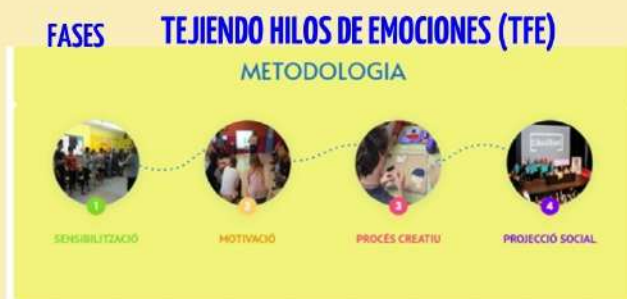 FASES TEJIENDO HILOS DE EMOCIONES (TFE)
METODOLOGIA
1 2 3 4
SENSIBILITZACIÓ MOTIVACIÓ PROCÉS CREATIU PROJECCIÓ SOCIAL